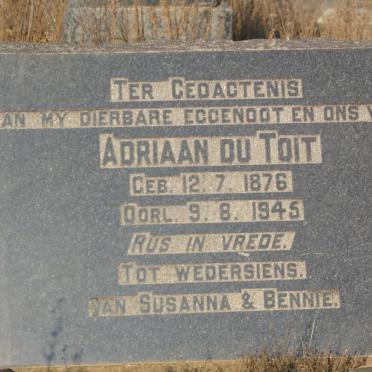 TER GEDAGTENIS
AN MY DIERBARE EGGENOOT EN ONS
ADRIAAN DU TOIT
GEB. 12. 7. 1876
OORL. 9. 8. 1945
RUS IN VREDE.
TOT WEDERSIENS.
VAN SUSANNA & BENNIE.